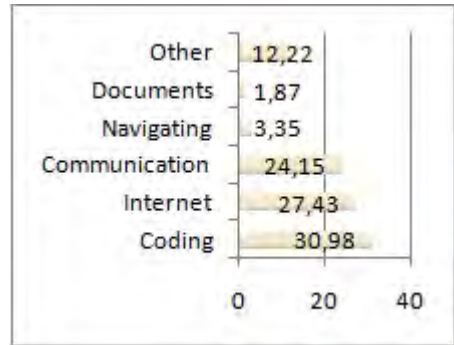 Other 12,22
Documents 1,87
Navigating 3,35
Communication 24,15
Internet 27,43
Coding 30,98
0 20 40